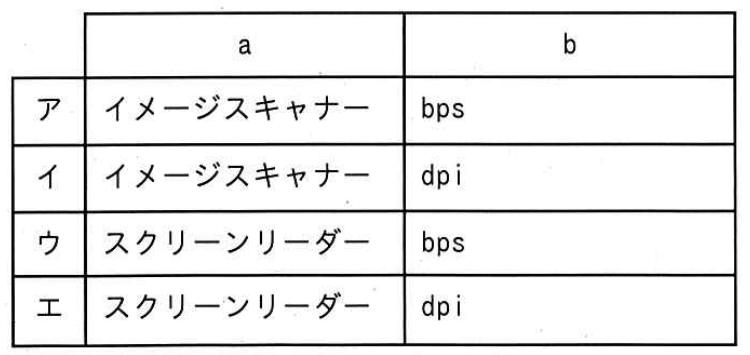 a b
ア イメージスキャナー bps
イ イメージスキャナー dpi
ウ スクリーンリーダー bps
エ スクリーンリーダー dpi